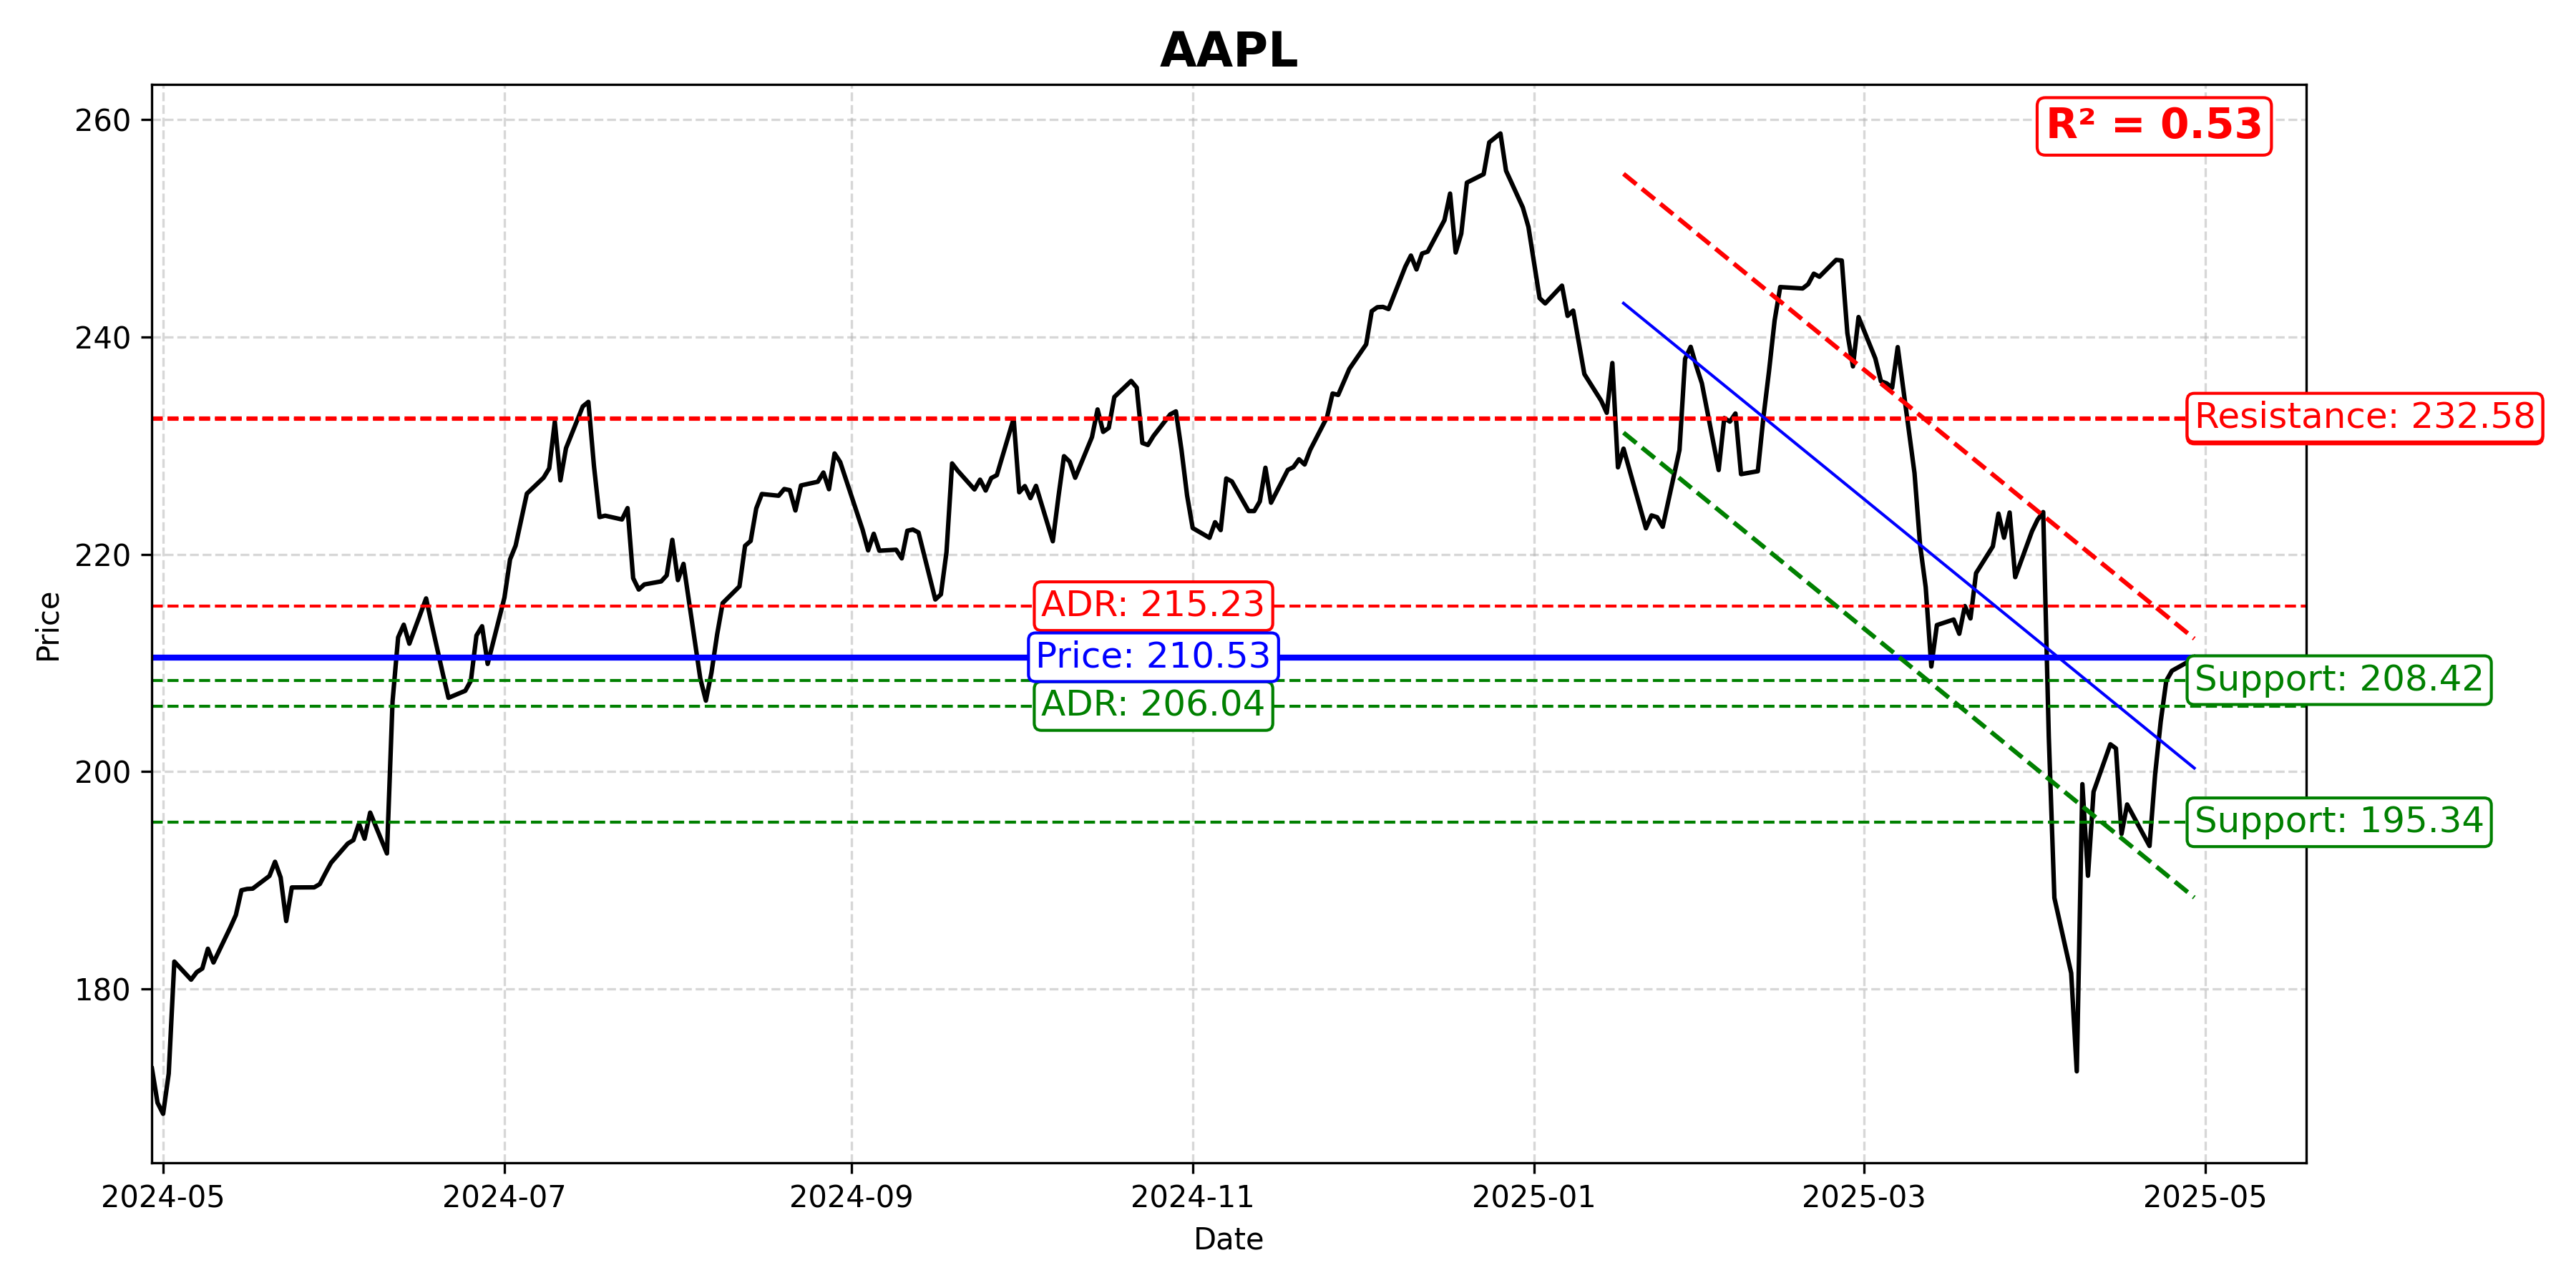 AAPL
R² = 0.53
260
240
220
200
180
Price
Resistance: 232.58
ADR: 215.23
Price: 210.53
Support: 208.42
ADR: 206.04
Support: 195.34
2024-05
2024-07
2024-09
2024-11
2025-01
2025-03
2025-05
Date